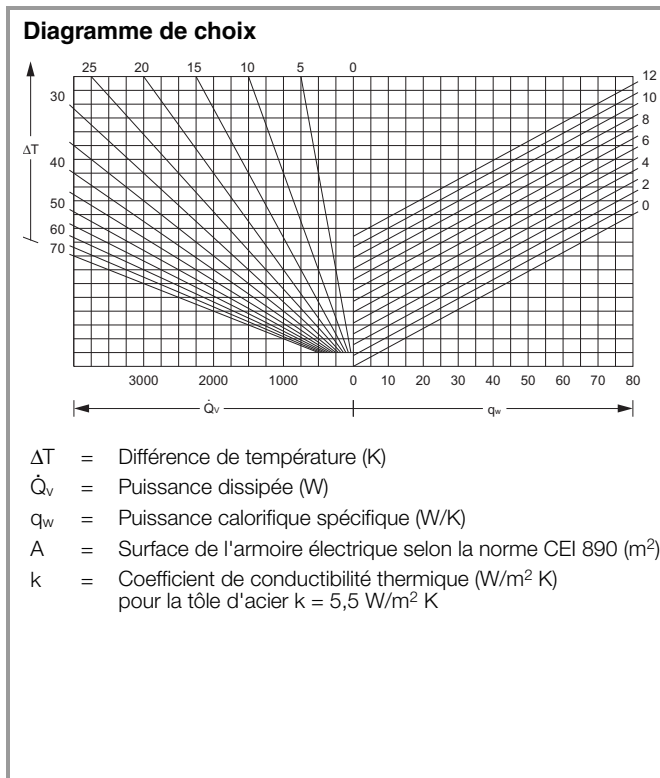 Diagramme de choix
25 20 15 10 5 0
12
30
10
ΔT
8
6
40
4
50
2
60
0
70
3000 2000 1000 0 10 20 30 40 50 60 70 80
Q̇v qw
ΔT = Différence de température (K)
Q̇v = Puissance dissipée (W)
qw = Puissance calorifique spécifique (W/K)
A = Surface de l'armoire électrique selon la norme CEI 890 (m²)
k = Coefficient de conductibilité thermique (W/m² K)
pour la tôle d'acier k = 5,5 W/m² K